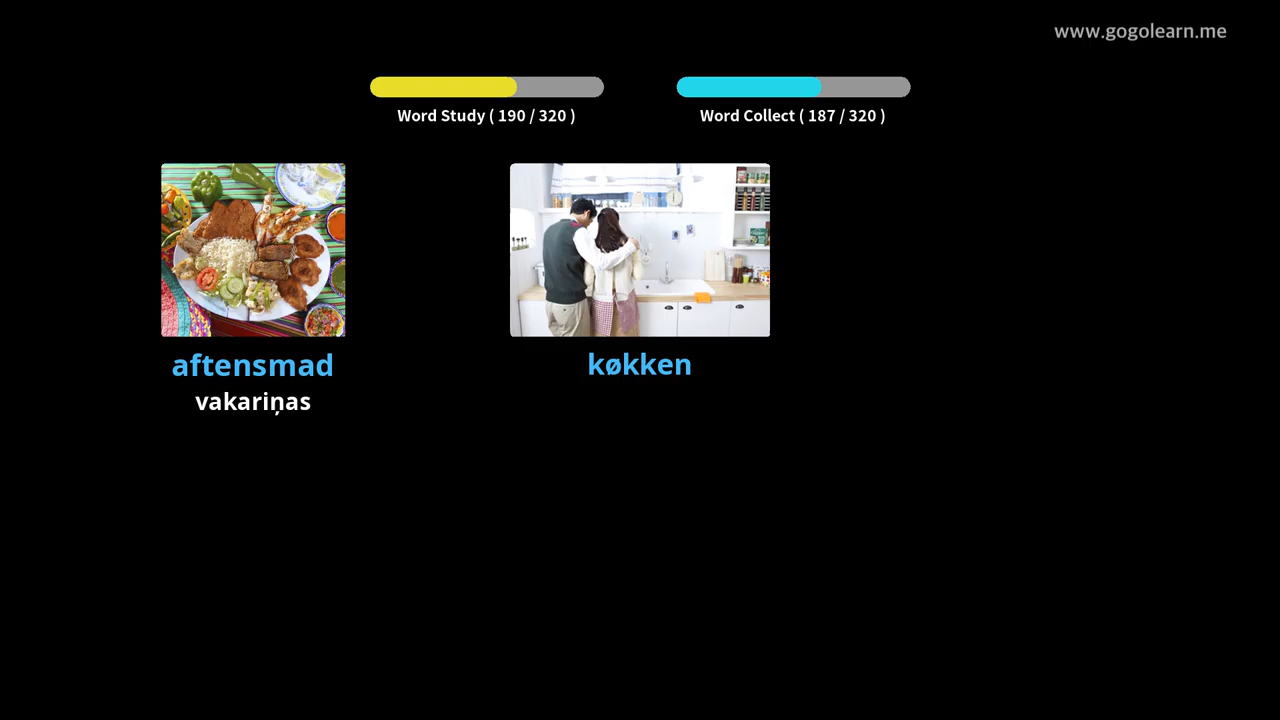 www.gogolearn.me
Word Study ( 190 / 320 )
Word Collect ( 187 / 320 )
aftensmad
vakariņas
køkken